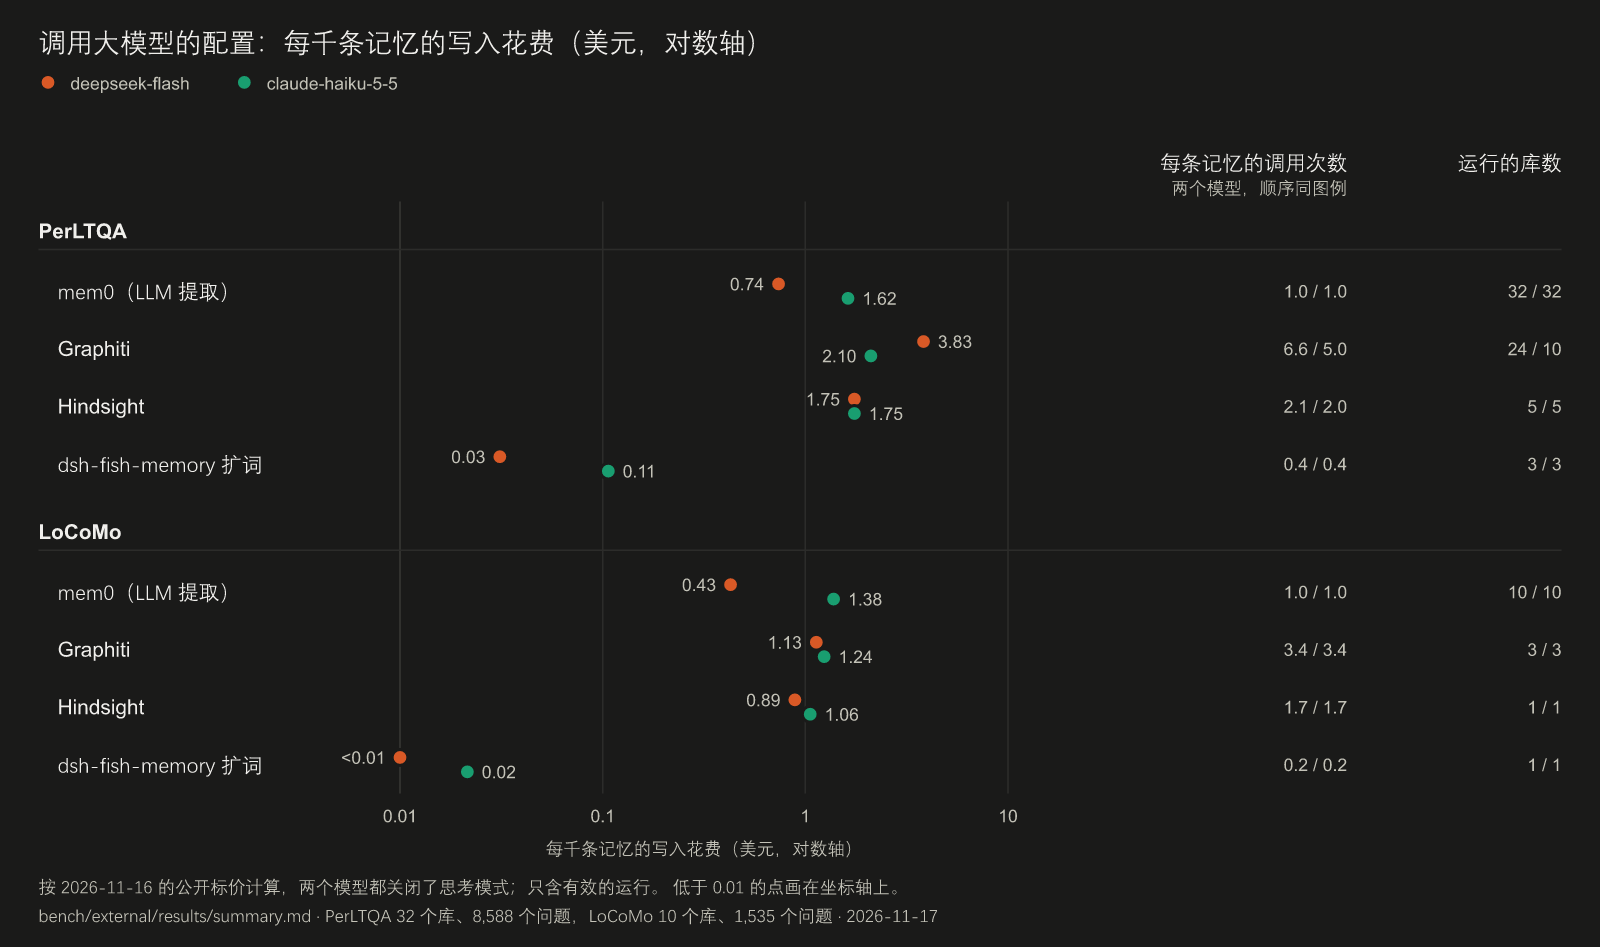 调用大模型的配置：每千条记忆的写入花费（美元，对数轴）
deepseek-flash claude-haiku-5-5
每条记忆的调用次数 运行的库数
两个模型，顺序同图例
PerLTQA
mem0（LLM 提取） 0.74 1.62 1.0 / 1.0 32 / 32
Graphiti 2.10 3.83 6.6 / 5.0 24 / 10
Hindsight 1.75 1.75 2.1 / 2.0 5 / 5
dsh-fish-memory 扩词 0.03 0.11 0.4 / 0.4 3 / 3
LoCoMo
mem0（LLM 提取） 0.43 1.38 1.0 / 1.0 10 / 10
Graphiti 1.13 1.24 3.4 / 3.4 3 / 3
Hindsight 0.89 1.06 1.7 / 1.7 1 / 1
dsh-fish-memory 扩词 <0.01 0.02 0.2 / 0.2 1 / 1
0.01 0.1 1 10
每千条记忆的写入花费（美元，对数轴）
按 2026-11-16 的公开标价计算，两个模型都关闭了思考模式；只含有效的运行。 低于 0.01 的点画在坐标轴上。
bench/external/results/summary.md · PerLTQA 32 个库、8,588 个问题，LoCoMo 10 个库、1,535 个问题 · 2026-11-17